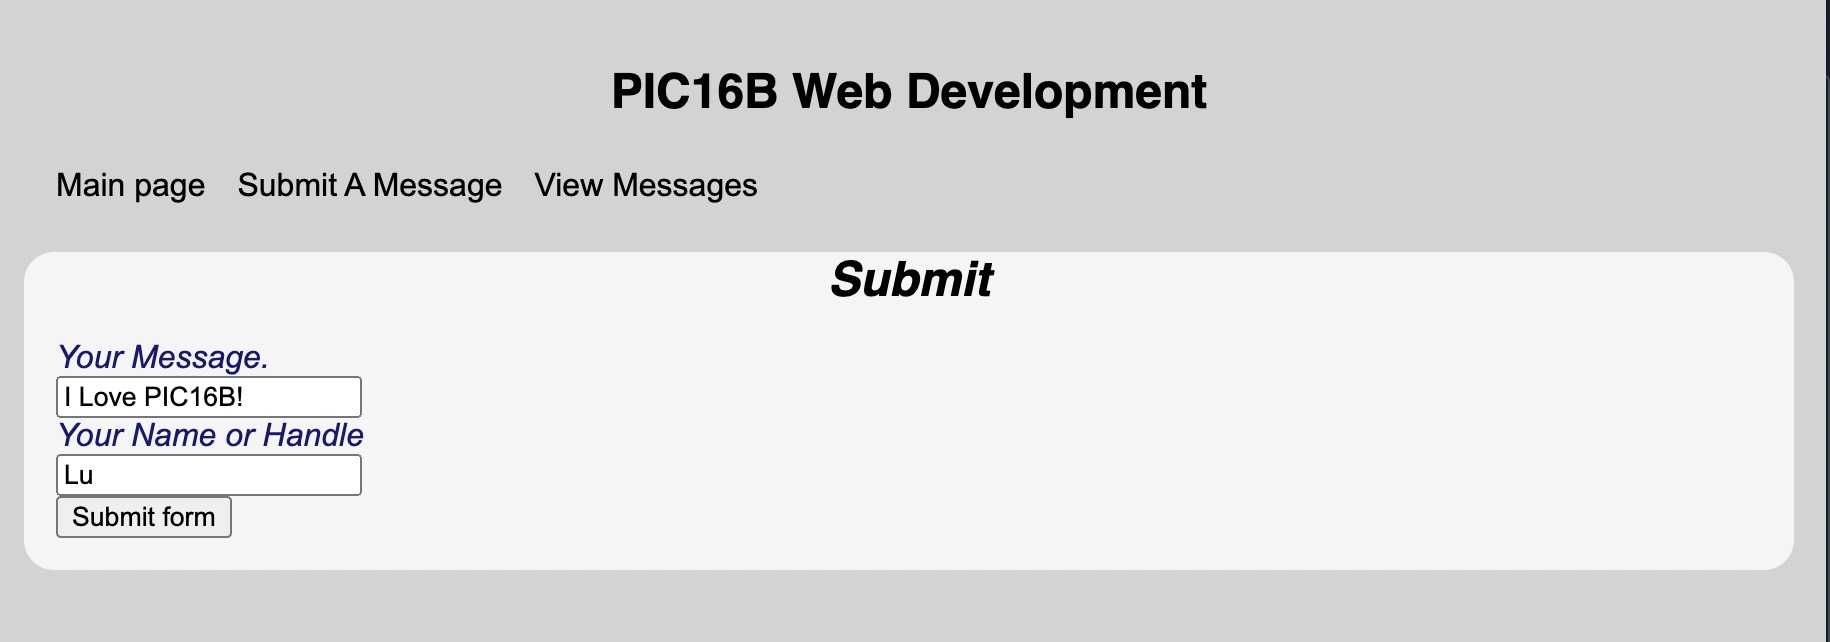 PIC16B Web Development
Main page Submit A Message View Messages
Submit
Your Message.
I Love PIC16B!
Your Name or Handle
Lu
Submit form